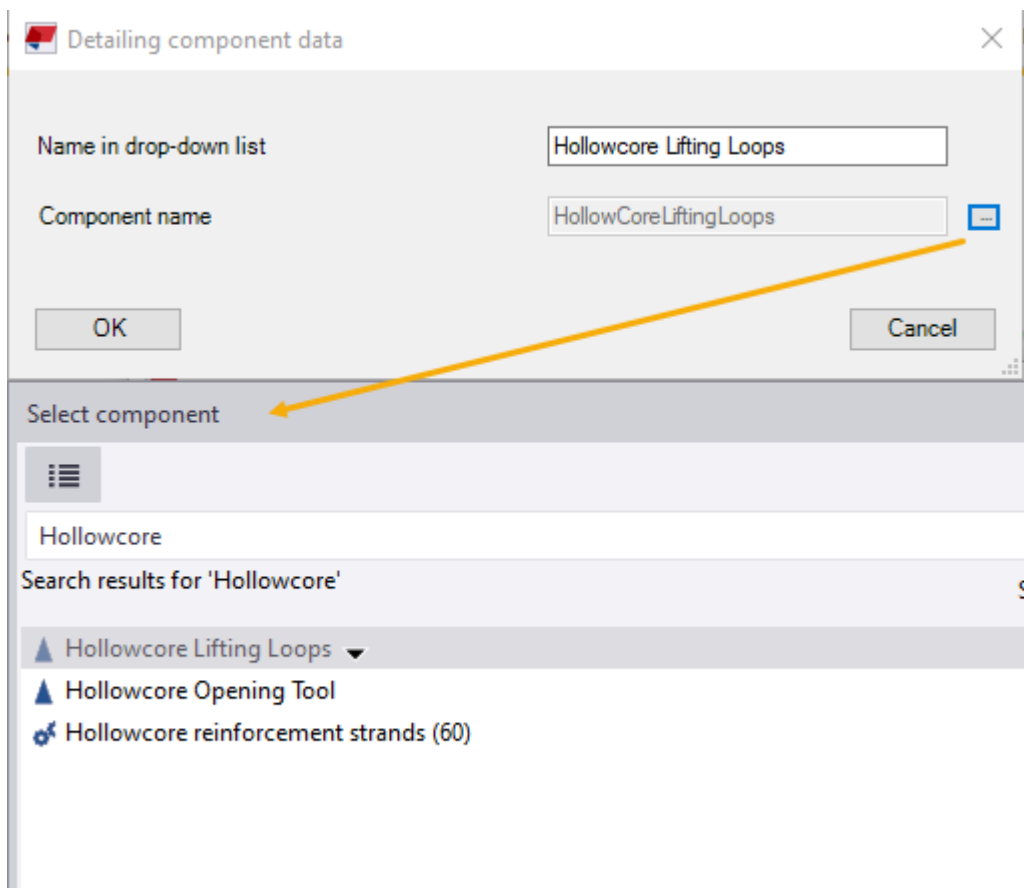 Detailing component data
Name in drop-down list
Hollowcore Lifting Loops
Component name
HollowCoreLiftingLoops
...
OK
Cancel
Select component
Hollowcore
Search results for 'Hollowcore'
Hollowcore Lifting Loops
Hollowcore Opening Tool
Hollowcore reinforcement strands (60)